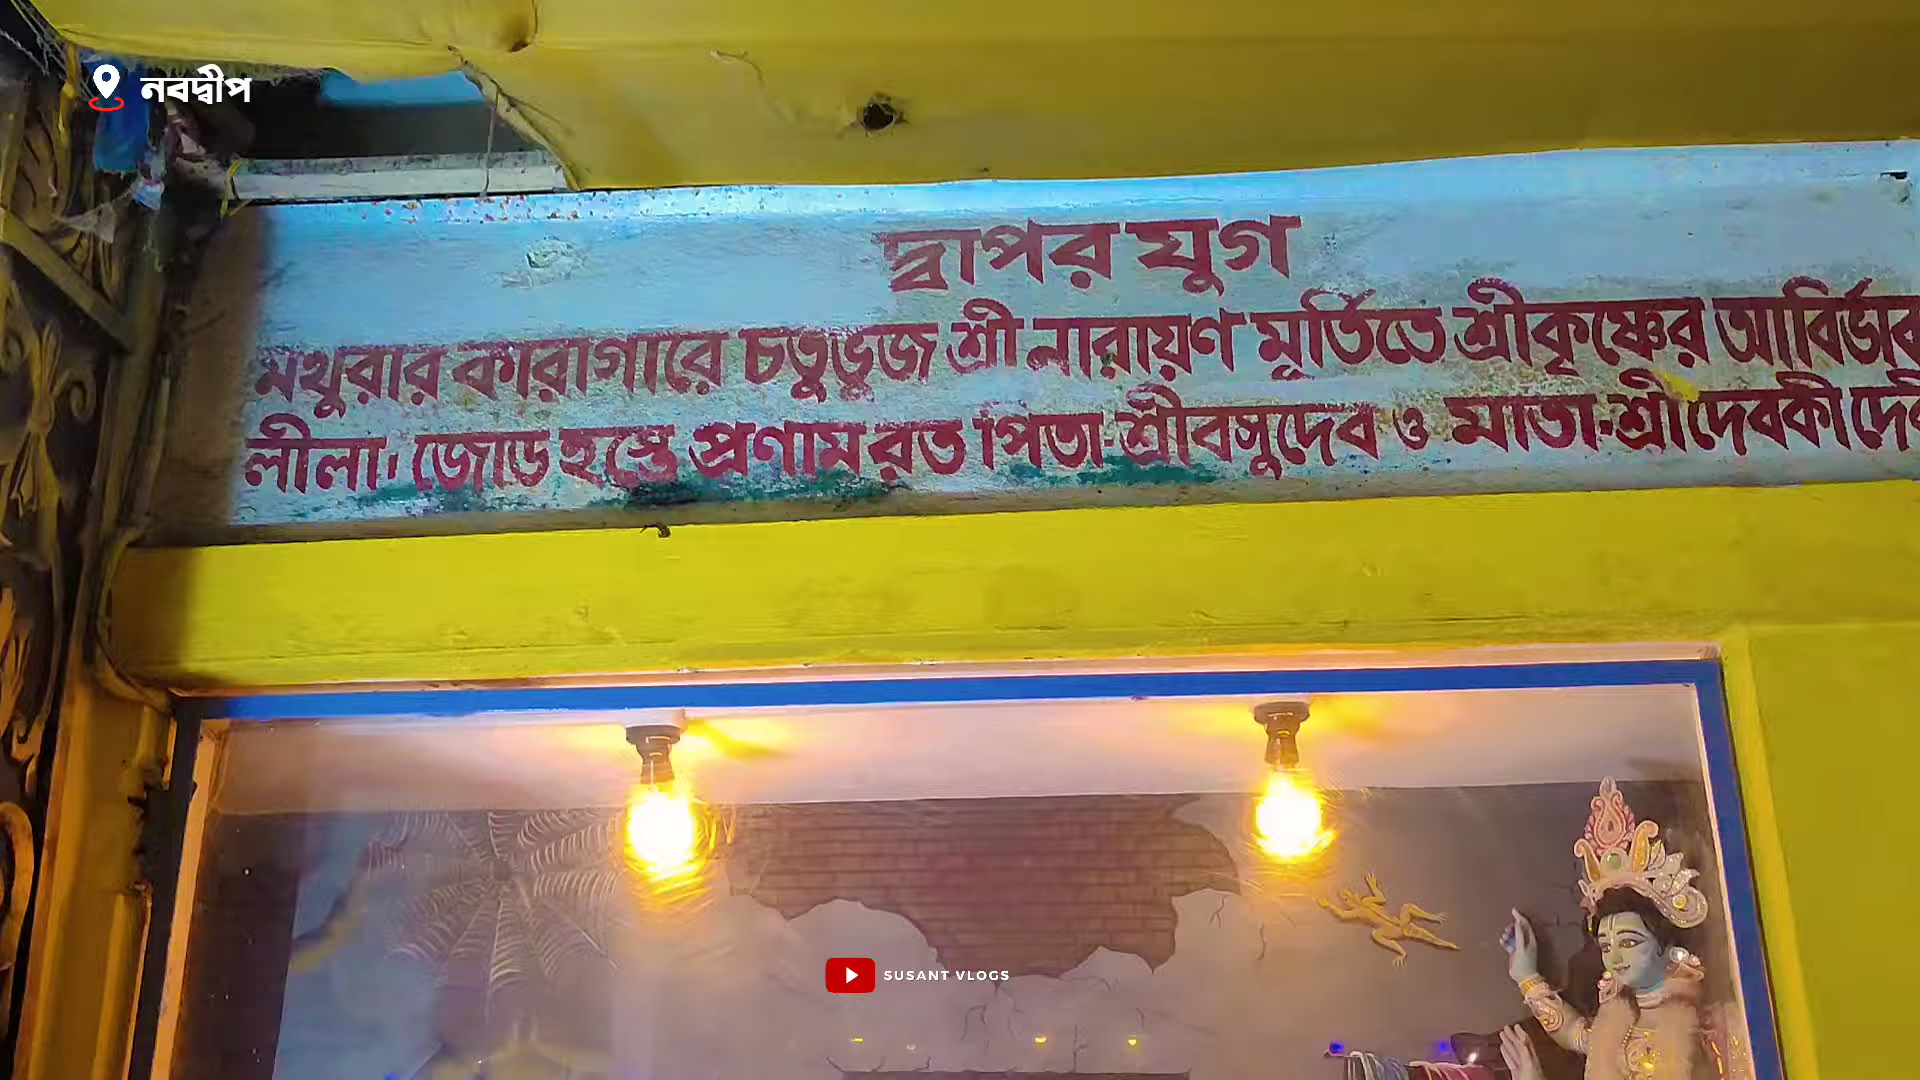 নবদ্বীপ
দ্বাপর যুগ
মথুরার কারাগারে চতুর্ভুজ শ্রী নারায়ণ মূর্তিতে শ্রীকৃষ্ণের আবির্ভাব
লীলা। জোড হস্তে প্রণাম রত পিতা-শ্রীবসুদেব ও মাতা-শ্রীদেবকী
SUSANT VLOGS